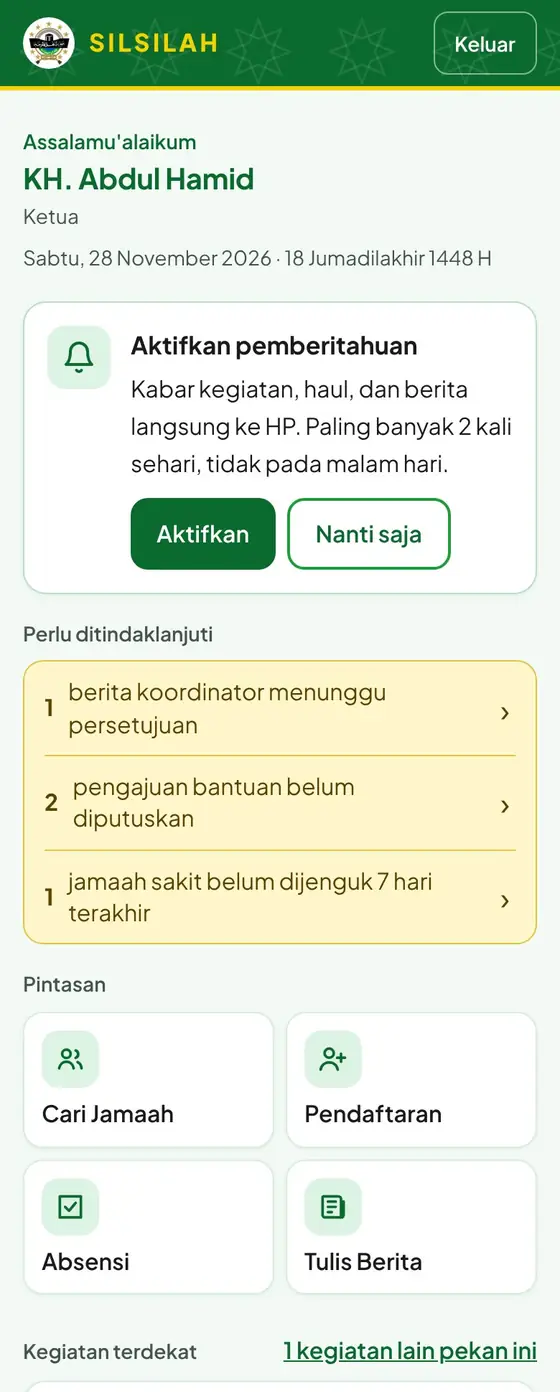 SILSILAH
Keluar
Assalamu'alaikum
KH. Abdul Hamid
Ketua
Sabtu, 28 November 2026 · 18 Jumadilakhir 1448 H
Aktifkan pemberitahuan
Kabar kegiatan, haul, dan berita
langsung ke HP. Paling banyak 2 kali
sehari, tidak pada malam hari.
Aktifkan
Nanti saja
Perlu ditindaklanjuti
1 berita koordinator menunggu
persetujuan
2 pengajuan bantuan belum
diputuskan
1 jamaah sakit belum dijenguk 7 hari
terakhir
Pintasan
Cari Jamaah
Pendaftaran
Absensi
Tulis Berita
Kegiatan terdekat
1 kegiatan lain pekan ini